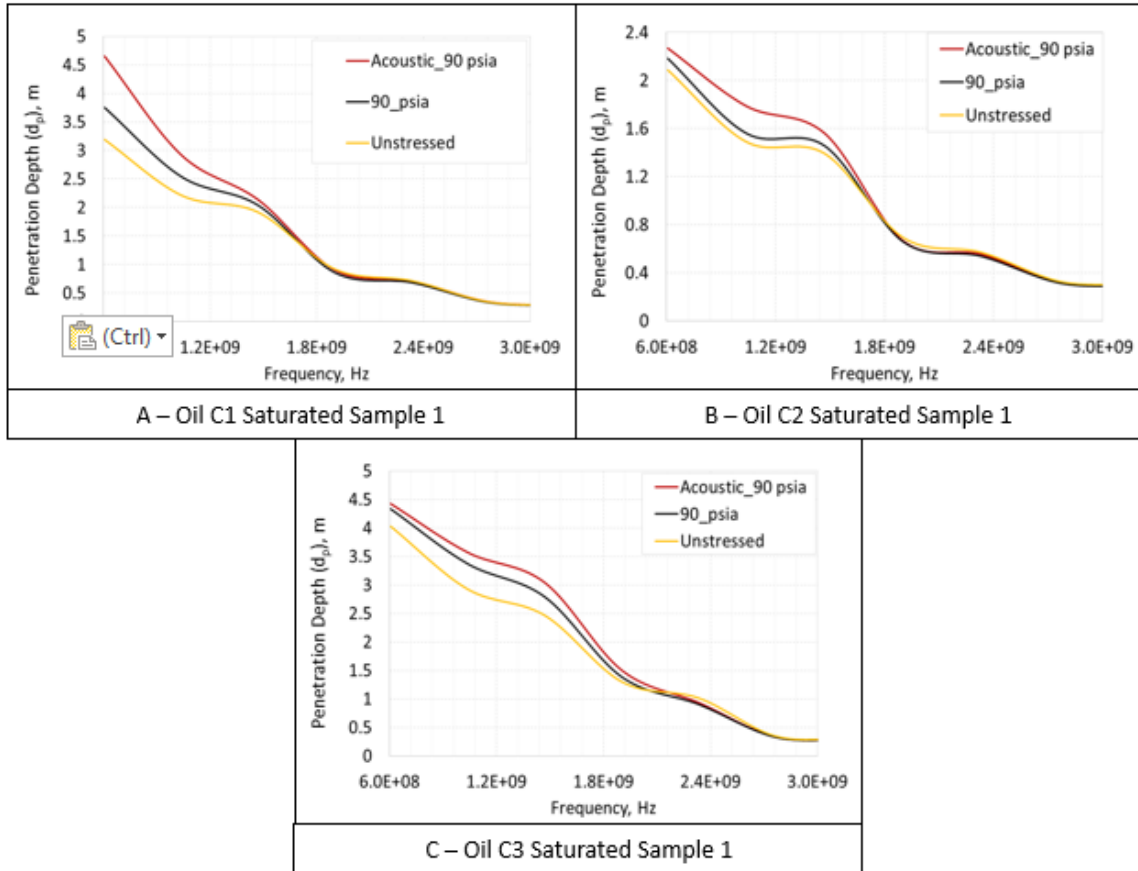 5
4.5
4
3.5
3
2.5
2
1.5
1
0.5
Penetration Depth (dp), m
Acoustic_90 psia
90_psia
Unstressed
(Ctrl)
1.2E+09 1.8E+09 2.4E+09 3.0E+09
Frequency, Hz
A – Oil C1 Saturated Sample 1
2.4
2
1.6
1.2
0.8
0.4
0
Penetration Depth (dp), m
Acoustic_90 psia
90_psia
Unstressed
6.0E+08 1.2E+09 1.8E+09 2.4E+09 3.0E+09
Frequency, Hz
B – Oil C2 Saturated Sample 1
5
4.5
4
3.5
3
2.5
2
1.5
1
0.5
0
Penetration Depth (dp), m
Acoustic_90 psia
90_psia
Unstressed
6.0E+08 1.2E+09 1.8E+09 2.4E+09 3.0E+09
Frequency, Hz
C – Oil C3 Saturated Sample 1